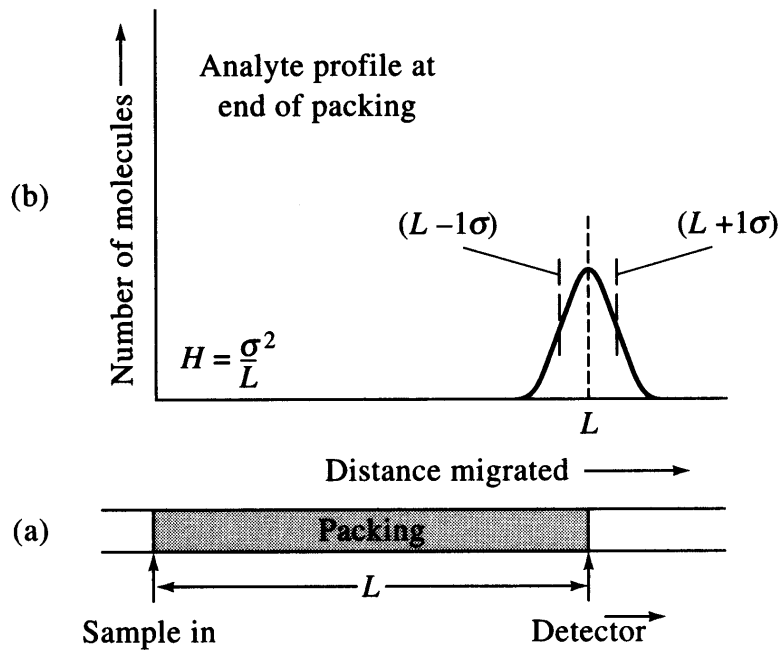 Analyte profile at
end of packing
Number of molecules
(b)
(L – 1σ)
(L + 1σ)
H = σ²/L
L
Distance migrated
(a)
Packing
L
Sample in
Detector